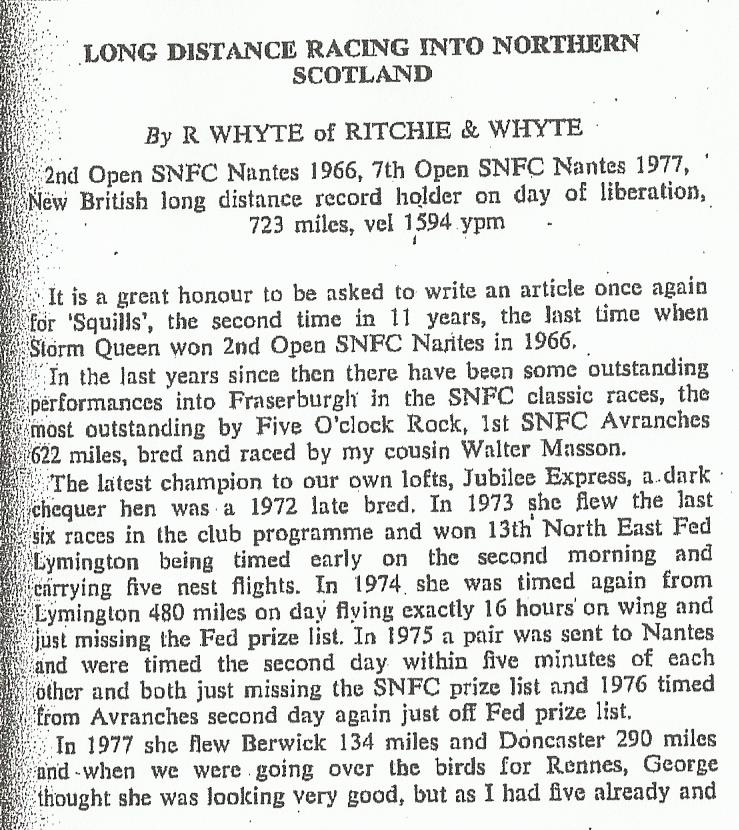 LONG DISTANCE RACING INTO NORTHERN
SCOTLAND
By R WHYTE of RITCHIE & WHYTE
2nd Open SNFC Nantes 1966, 7th Open SNFC Nantes 1977,
New British long distance record holder on day of liberation,
723 miles, vel 1594 ypm
It is a great honour to be asked to write an article once again
for 'Squills', the second time in 11 years, the last time when
Storm Queen won 2nd Open SNFC Nantes in 1966.
In the last years since then there have been some outstanding
performances into Fraserburgh in the SNFC classic races, the
most outstanding by Five O'clock Rock, 1st SNFC Avranches
622 miles, bred and raced by my cousin Walter Masson.
The latest champion to our own lofts, Jubilee Express, a dark
chequer hen was a 1972 late bred. In 1973 she flew the last
six races in the club programme and won 13th North East Fed
Lymington being timed early on the second morning and
carrying five nest flights. In 1974 she was timed again from
Lymington 480 miles on day flying exactly 16 hours on wing and
just missing the Fed prize list. In 1975 a pair was sent to Nantes
and were timed the second day within five minutes of each
other and both just missing the SNFC prize list and 1976 timed
from Avranches second day again just off Fed prize list.
In 1977 she flew Berwick 134 miles and Doncaster 290 miles
and when we were going over the birds for Rennes, George
thought she was looking very good, but as I had five already and